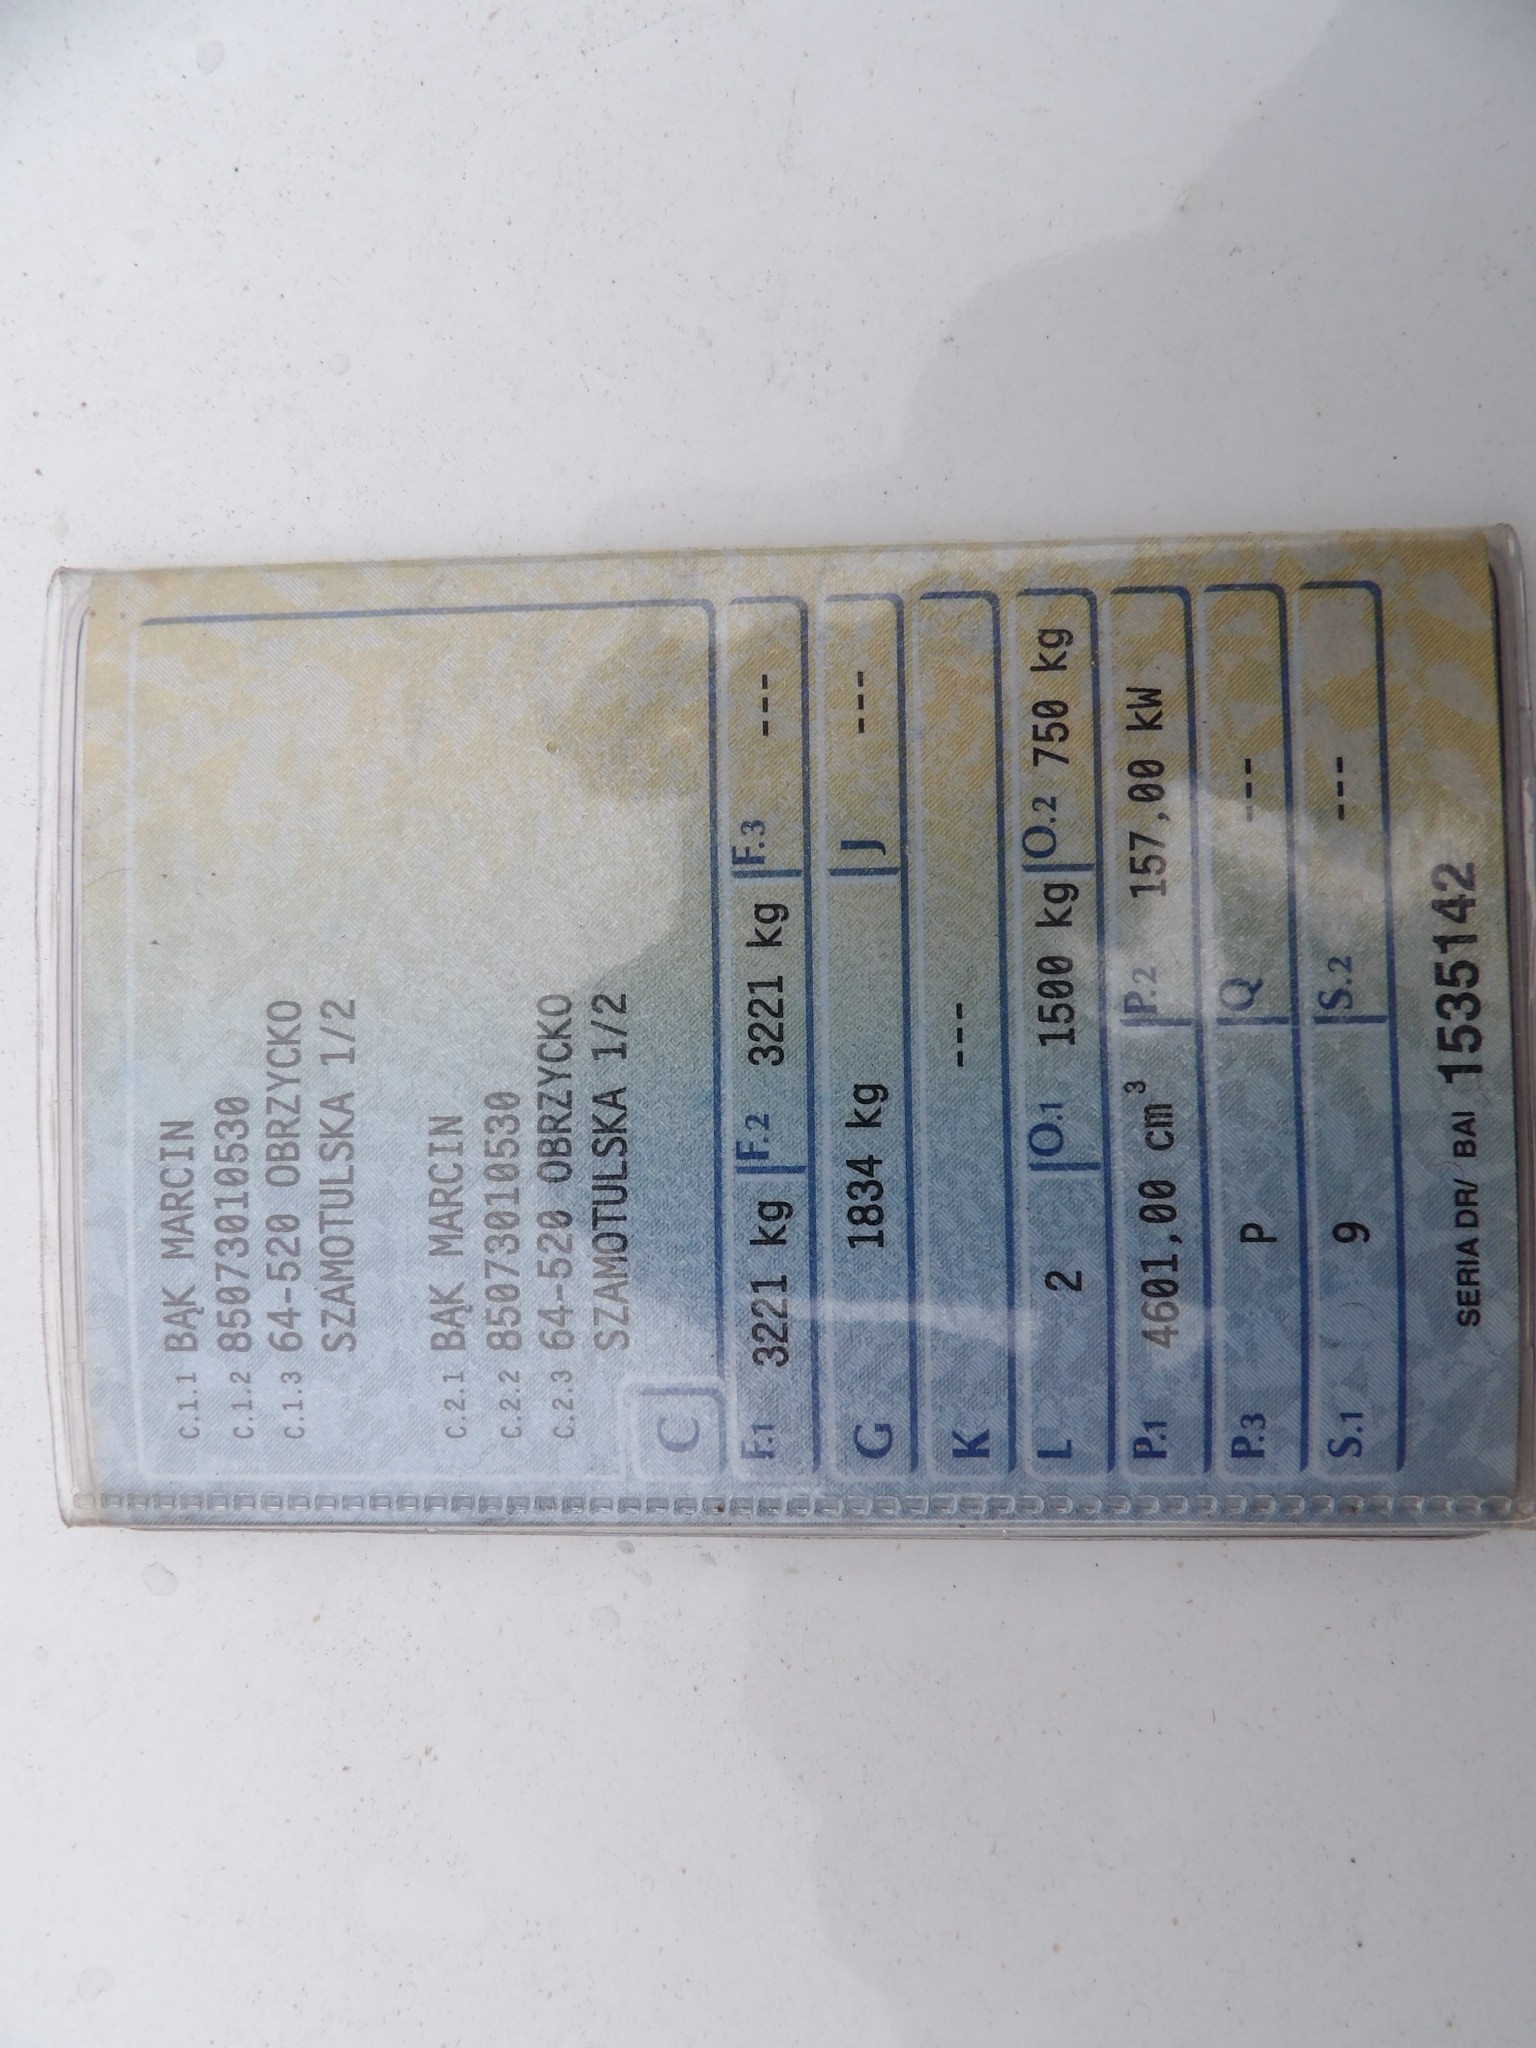 C.1.1 BĄK MARCIN
C.1.2 85073010530
C.1.3 64-520 OBRZYCKO
SZAMOTULSKA 1/2
C.2.1 BĄK MARCIN
C.2.2 85073010530
C.2.3 64-520 OBRZYCKO
SZAMOTULSKA 1/2
C
F.1 3221 kg F.2 3221 kg F.3 ---
G 1834 kg J ---
K ---
L 2 O.1 1500 kg O.2 750 kg
P.1 4601,00 cm³ P.2 157,00 kW
P.3 P Q ---
S.1 9 S.2 ---
SERIA DR/ BAI 1535142